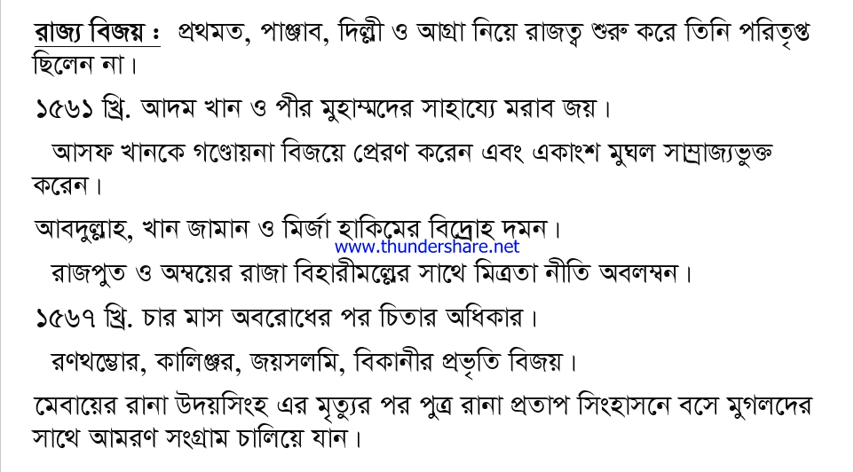 রাজ্য বিজয় : প্রথমত, পাঞ্জাব, দিল্লী ও আগ্রা নিয়ে রাজত্ব শুরু করে তিনি পরিতৃপ্ত
ছিলেন না।
১৫৬১ খ্রি. আদম খান ও পীর মুহাম্মদের সাহায্যে মরাব জয়।
আসফ খানকে গণ্ডোয়না বিজয়ে প্রেরণ করেন এবং একাংশ মুঘল সাম্রাজ্যভুক্ত
করেন।
আবদুল্লাহ, খান জামান ও মির্জা হাকিমের বিদ্রোহ দমন।
www.thundershare.net
রাজপুত ও অম্বয়ের রাজা বিহারীমল্লের সাথে মিত্রতা নীতি অবলম্বন।
১৫৬৭ খ্রি. চার মাস অবরোধের পর চিতার অধিকার।
রণথম্ভোর, কালিঞ্জর, জয়সলমি, বিকানীর প্রভৃতি বিজয়।
মেবায়ের রানা উদয়সিংহ এর মৃত্যুর পর পুত্র রানা প্রতাপ সিংহাসনে বসে মুগলদের
সাথে আমরণ সংগ্রাম চালিয়ে যান।